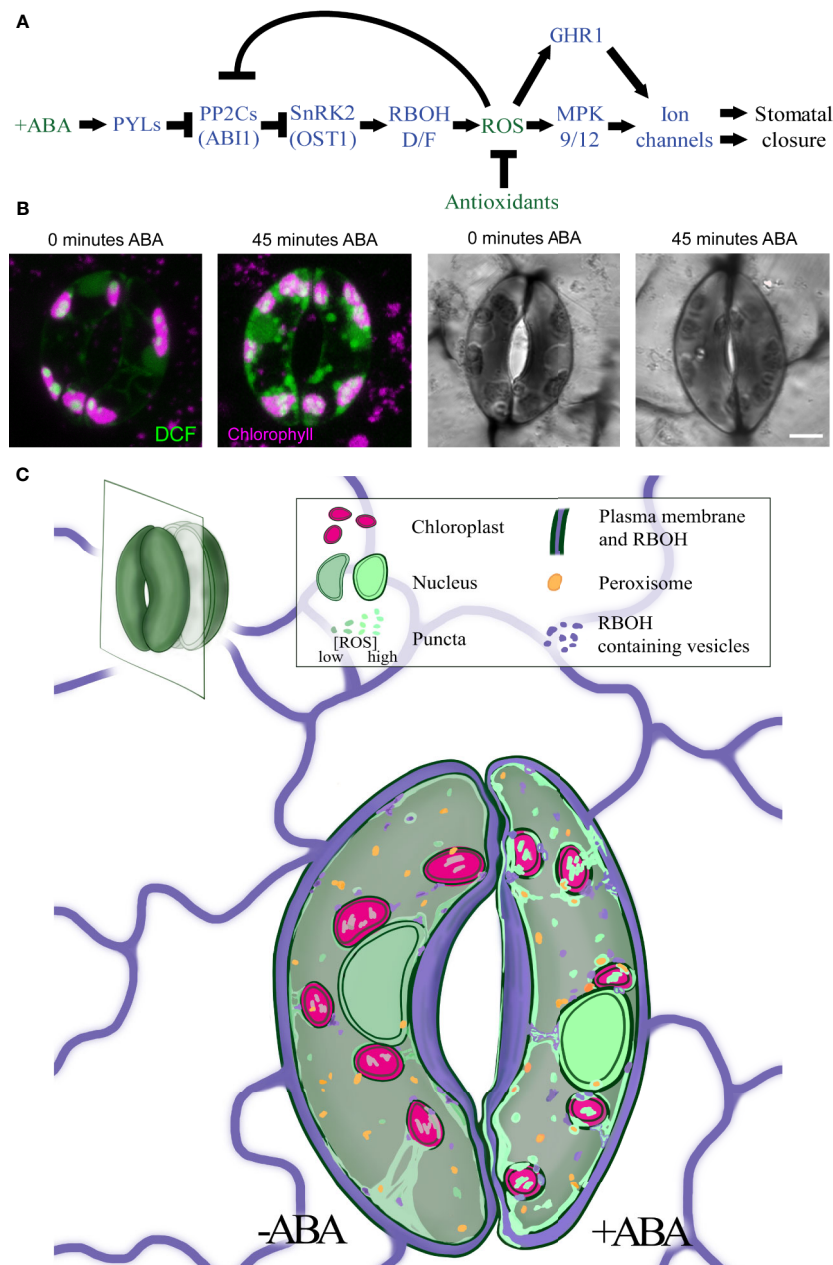 A
GHR1
+ABA
PYLs
PP2Cs
(ABI1)
SnRK2
(OST1)
RBOH
D/F
ROS
MPK
9/12
Ion
channels
Stomatal
closure
Antioxidants
B
0 minutes ABA
45 minutes ABA
0 minutes ABA
45 minutes ABA
DCF
Chlorophyll
C
Chloroplast
Nucleus
[ROS]
low high
Puncta
Plasma membrane
and RBOH
Peroxisome
RBOH
containing vesicles
-ABA
+ABA